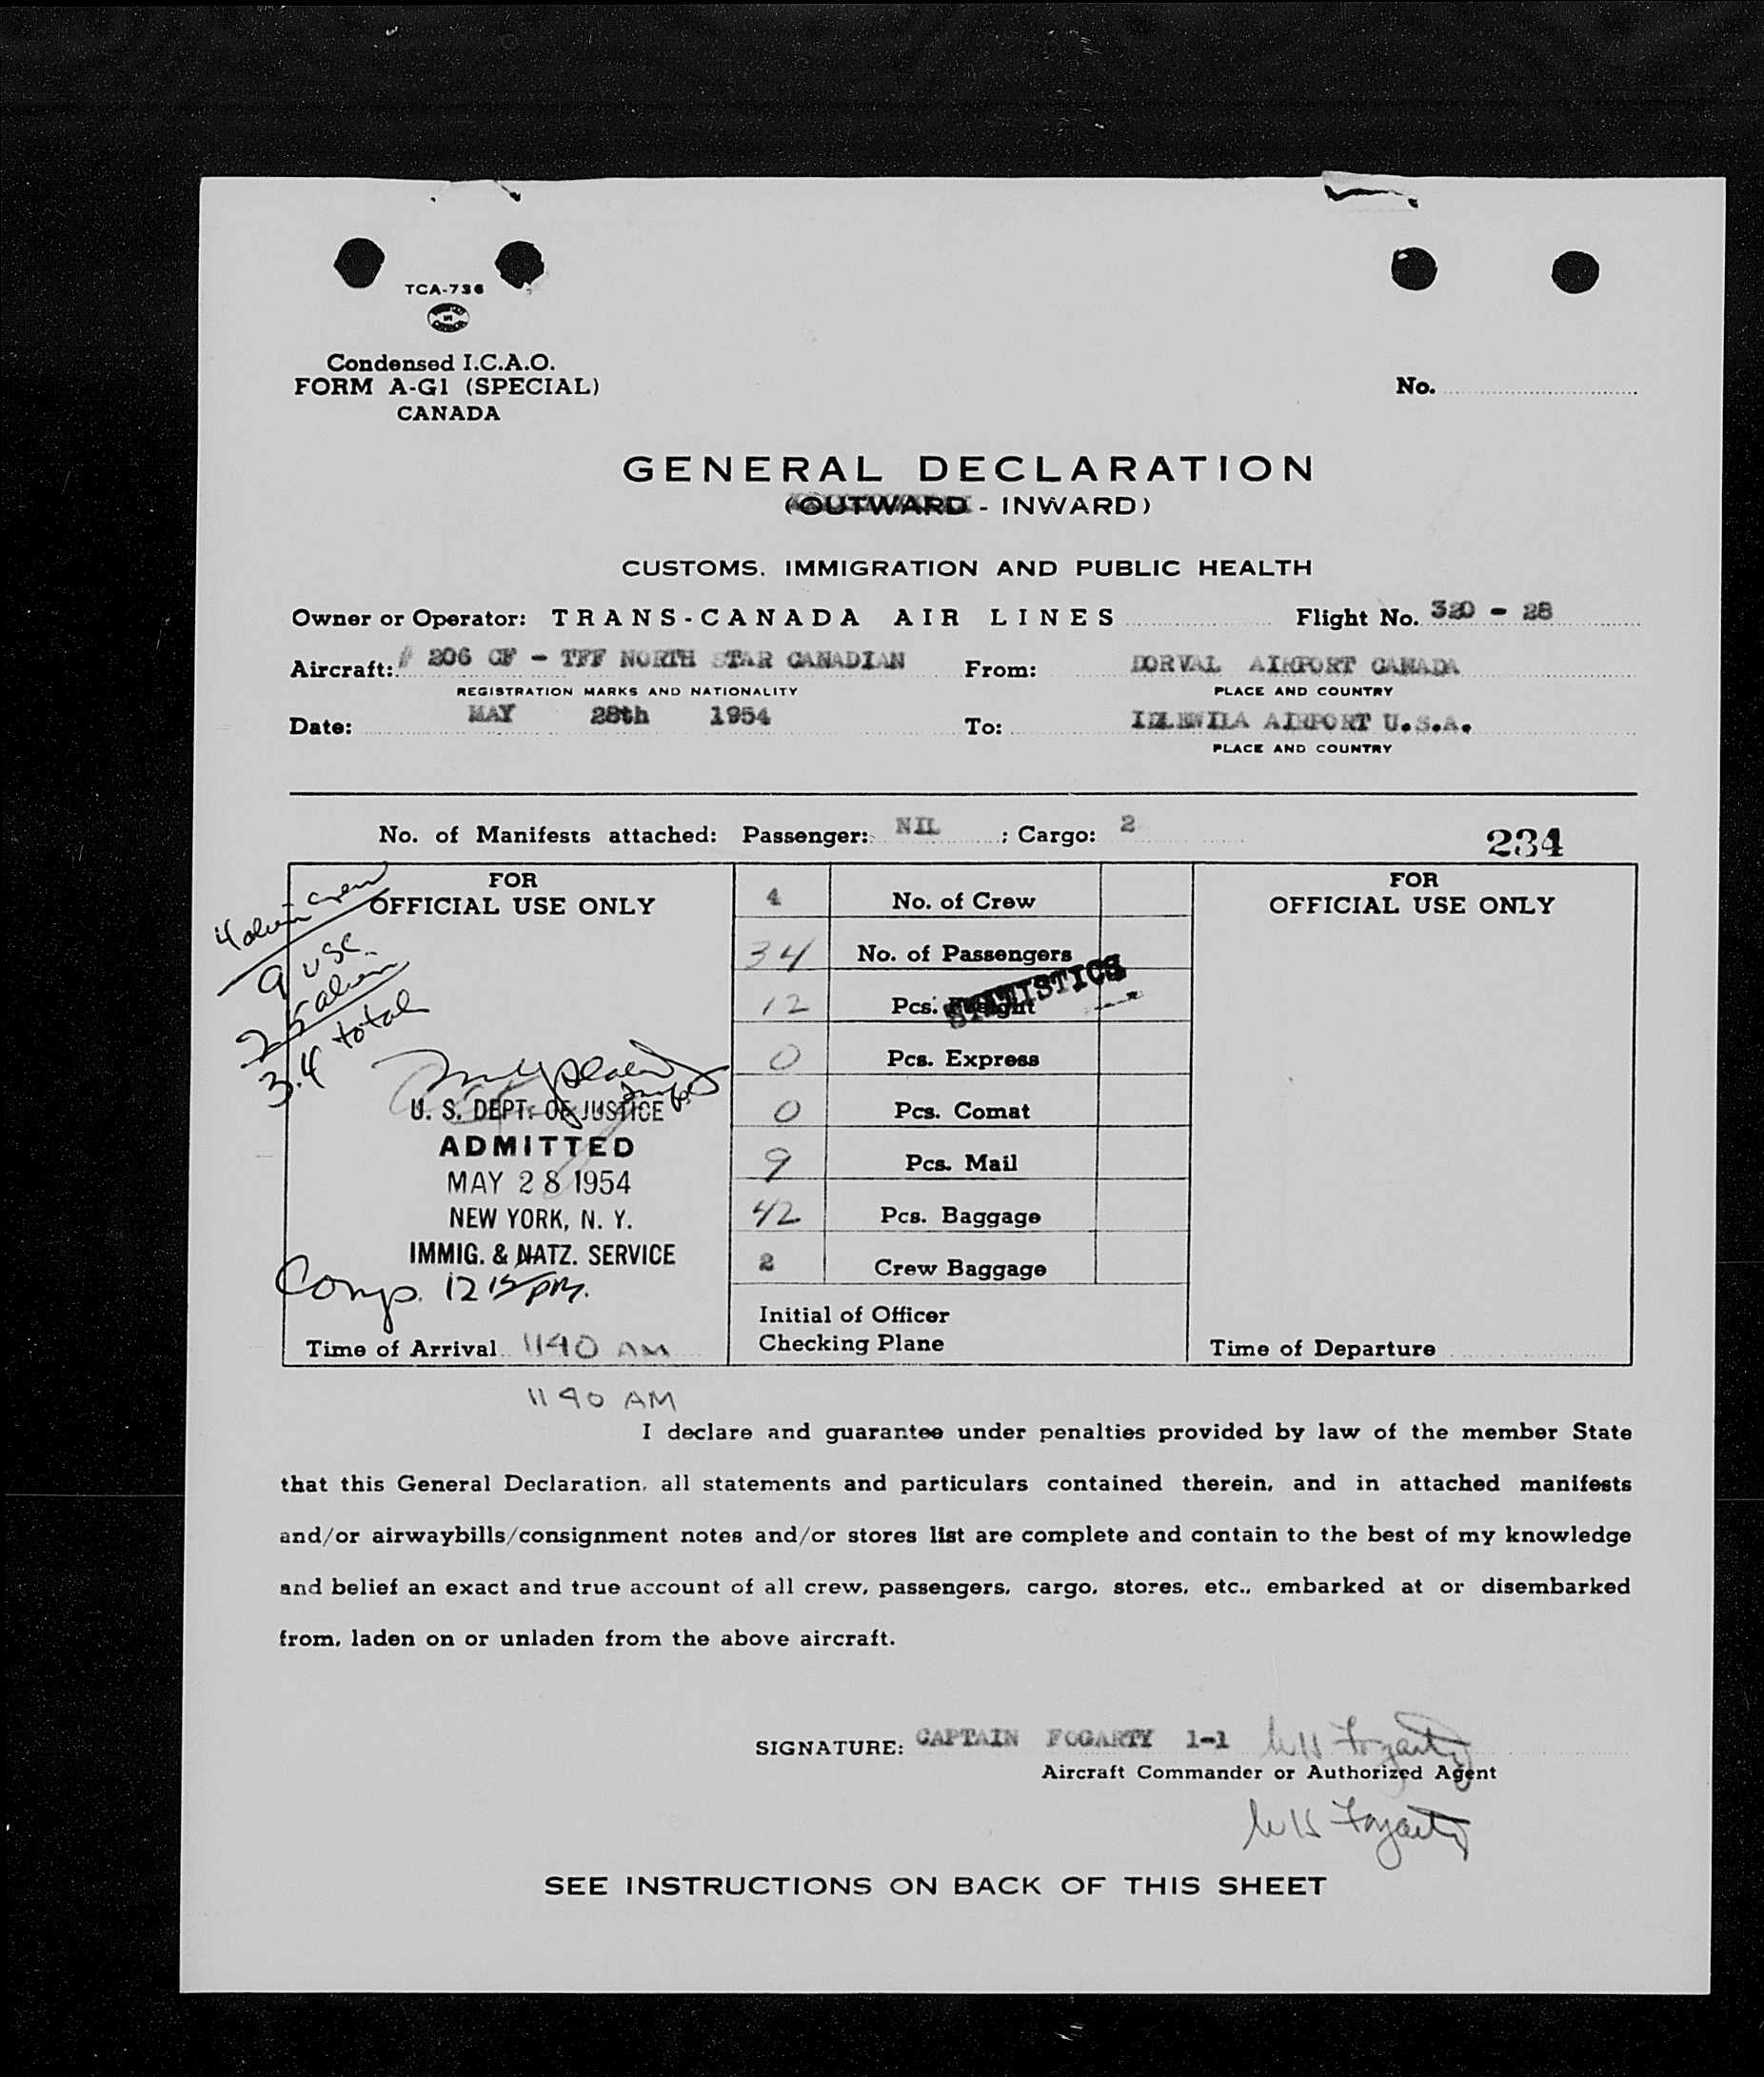 TCA-736
Condensed I.C.A.O.
FORM A-G1 (SPECIAL)
CANADA
No.
GENERAL DECLARATION
(OUTWARD - INWARD)
CUSTOMS, IMMIGRATION AND PUBLIC HEALTH
Owner or Operator: TRANS-CANADA AIR LINES Flight No. 320 - 28
Aircraft: # 206 CF - TFF NORTH STAR CANADIAN From: DORVAL AIRPORT CANADA
REGISTRATION MARKS AND NATIONALITY PLACE AND COUNTRY
Date: MAY 28th 1954 To: IDLEWILA AIRPORT U.S.A.
PLACE AND COUNTRY
No. of Manifests attached: Passenger: NIL ; Cargo: 2
234
FOR
OFFICIAL USE ONLY
4 alien crew
9 USC.
25 alien
34 total
U. S. DEPT. OF JUSTICE
ADMITTED
MAY 28 1954
NEW YORK, N. Y.
IMMIG. & NATZ. SERVICE
Comp. 12 15 PM.
Time of Arrival 1140 AM
1140 AM
4 No. of Crew
34 No. of Passengers
STATISTICS
12 Pcs. Freight
0 Pcs. Express
0 Pcs. Comat
9 Pcs. Mail
42 Pcs. Baggage
2 Crew Baggage
Initial of Officer
Checking Plane
FOR
OFFICIAL USE ONLY
Time of Departure
I declare and guarantee under penalties provided by law of the member State
that this General Declaration, all statements and particulars contained therein, and in attached manifests
and/or airwaybills/consignment notes and/or stores list are complete and contain to the best of my knowledge
and belief an exact and true account of all crew, passengers, cargo, stores, etc., embarked at or disembarked
from, laden on or unladen from the above aircraft.
SIGNATURE: CAPTAIN FOGARTY 1-1 WH Fogarty
Aircraft Commander or Authorized Agent
WH Fogarty
SEE INSTRUCTIONS ON BACK OF THIS SHEET